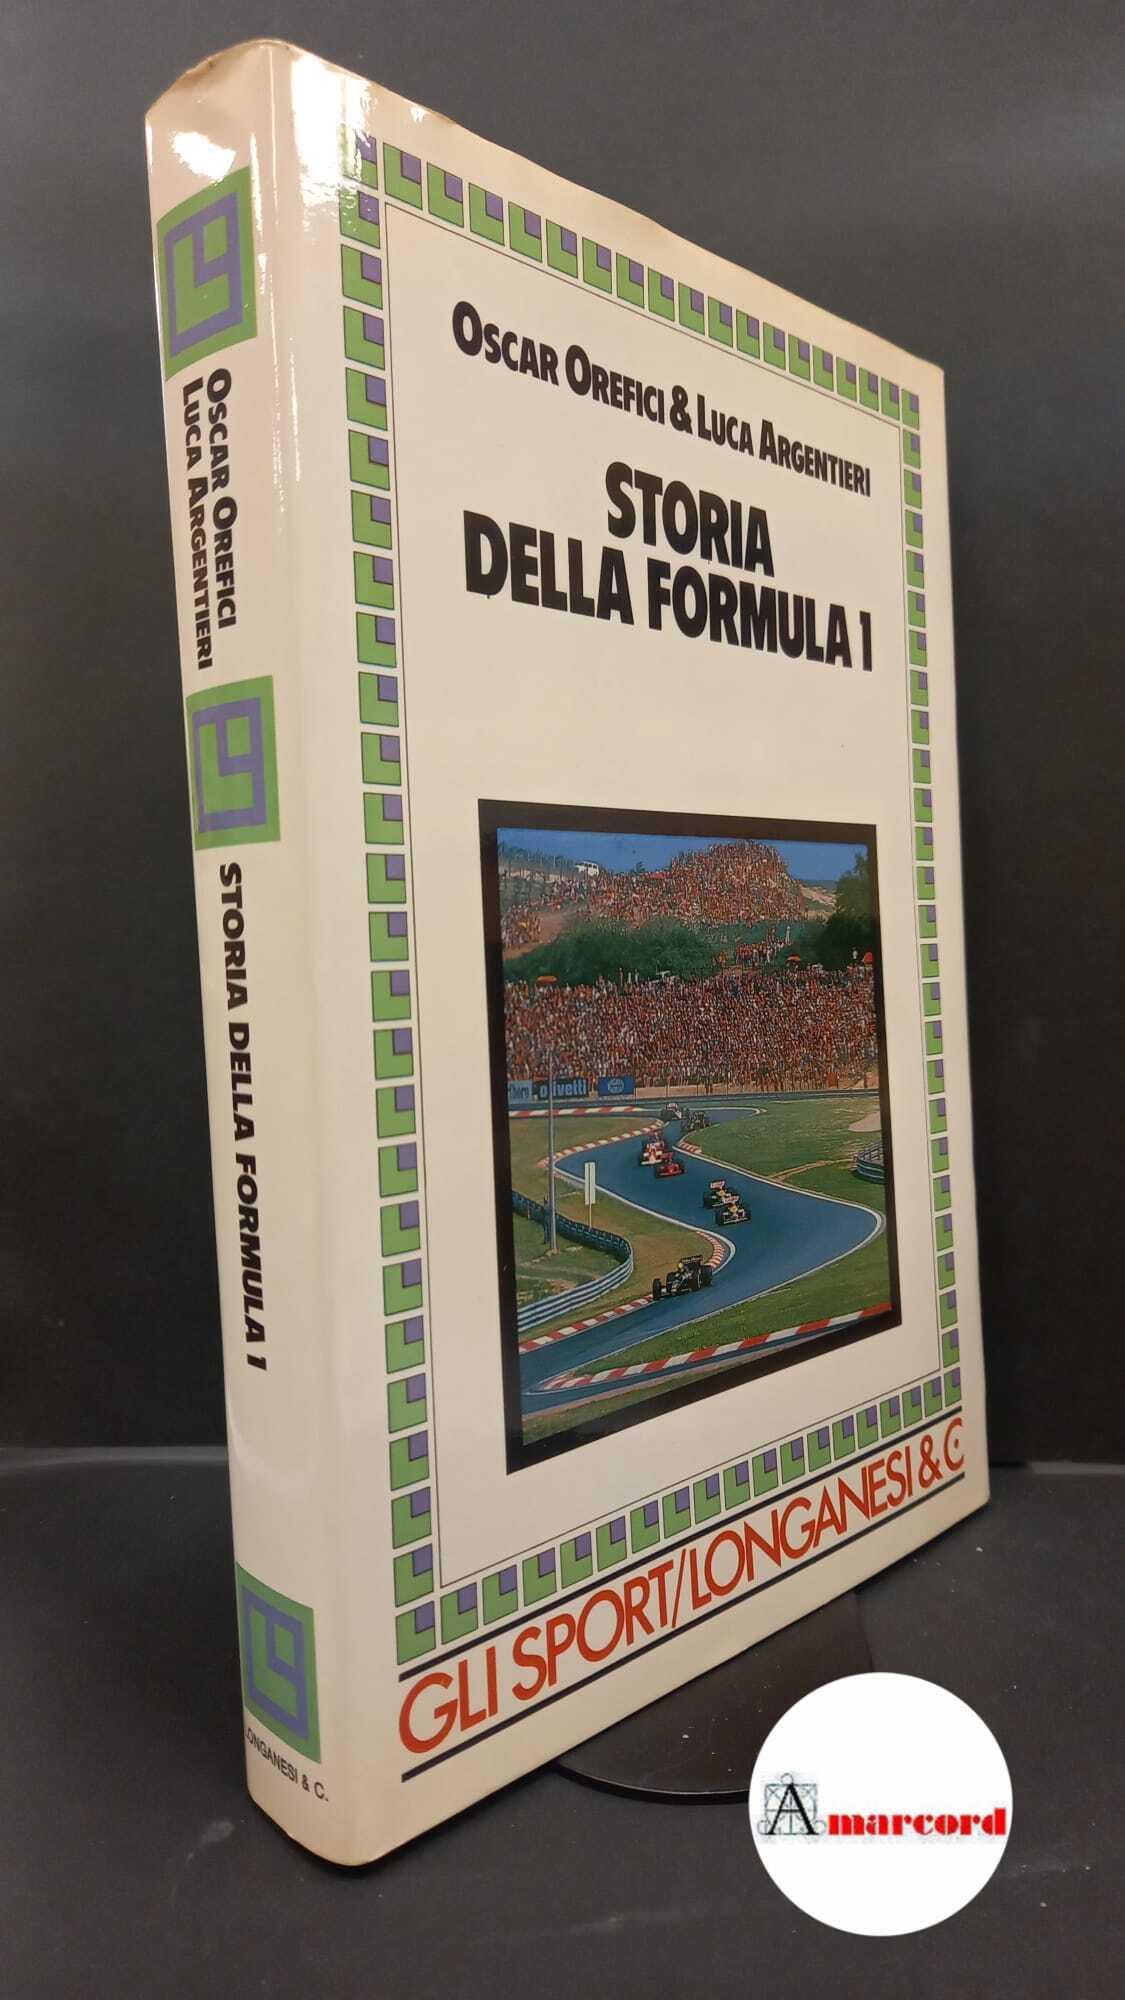 OSCAR OREFICI
LUCA ARGENTIERI
STORIA DELLA FORMULA 1
LONGANESI & C.
OSCAR OREFICI & LUCA ARGENTIERI
STORIA
DELLA FORMULA 1
olivetti
GLI SPORT/LONGANESI & C.
Amarcord